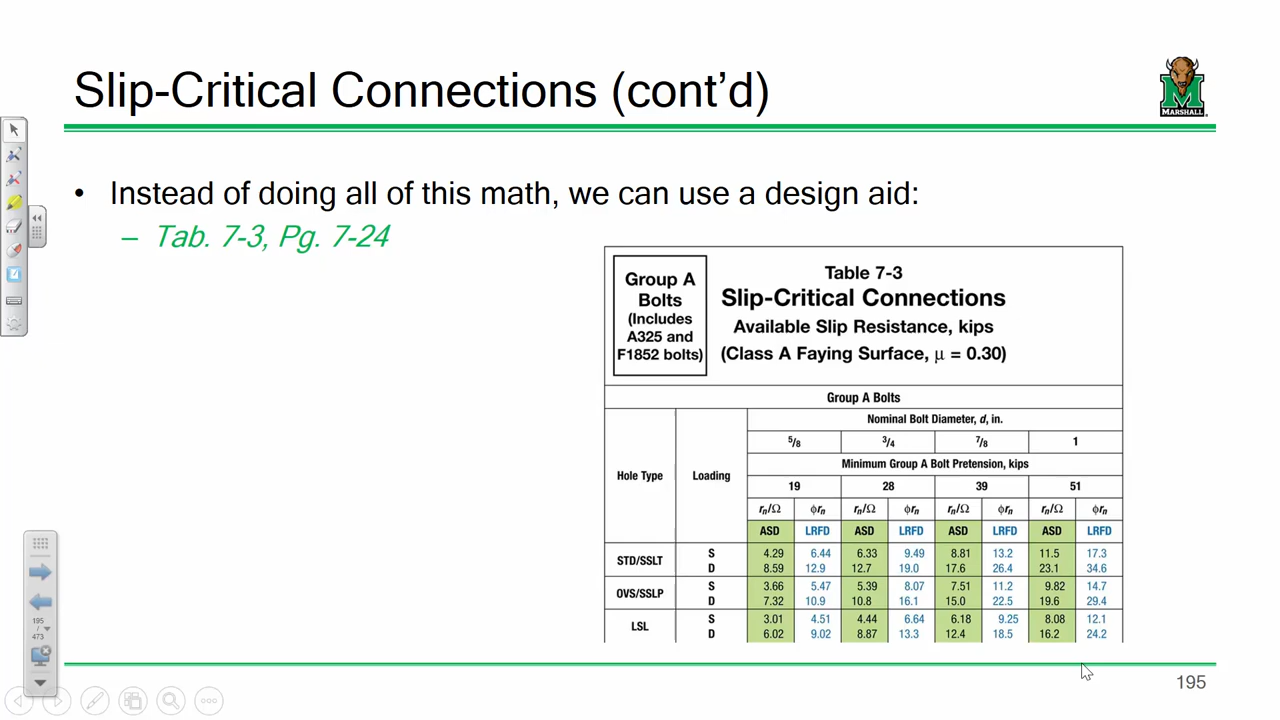 Slip-Critical Connections (cont’d)
MARSHALL
• Instead of doing all of this math, we can use a design aid:
– Tab. 7-3, Pg. 7-24
Group A
Bolts
(Includes
A325 and
F1852 bolts)
Table 7-3
Slip-Critical Connections
Available Slip Resistance, kips
(Class A Faying Surface, μ = 0.30)
Group A Bolts
Hole Type Loading Nominal Bolt Diameter, d, in.
5/8 3/4 7/8 1
Minimum Group A Bolt Pretension, kips
19 28 39 51
rn/Ω ϕrn rn/Ω ϕrn rn/Ω ϕrn rn/Ω ϕrn
ASD LRFD ASD LRFD ASD LRFD ASD LRFD
STD/SSLT S 4.29 6.44 6.33 9.49 8.81 13.2 11.5 17.3
D 8.59 12.9 12.7 19.0 17.6 26.4 23.1 34.6
OVS/SSLP S 3.66 5.47 5.39 8.07 7.51 11.2 9.82 14.7
D 7.32 10.9 10.8 16.1 15.0 22.5 19.6 29.4
LSL S 3.01 4.51 4.44 6.64 6.18 9.25 8.08 12.1
D 6.02 9.02 8.87 13.3 12.4 18.5 16.2 24.2
195
/
473
195